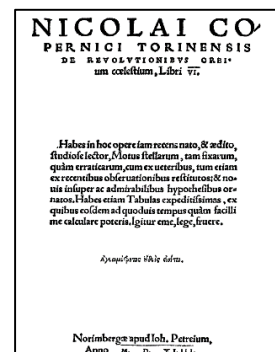 NICOLAI CO-
PERNICI TORINENSIS
DE REVOLVTIONIBVS ORBI-
um cœlestium, Libri VI.
Habes in hoc opere iam recens nato, & ædito,
studiose lector, Motus stellarum, tam fixarum,
quàm erraticarum, cum ex ueteribus, tum etiam
ex recentibus obseruationibus restitutos: & no-
uis insuper ac admirabilibus hypothesibus or-
natos. Habes etiam Tabulas expeditissimas, ex
quibus eosdem ad quoduis tempus quàm facilli
me calculare poteris. Igitur eme, lege, fruere.
Norimbergæ apud Ioh. Petreium,
Anno